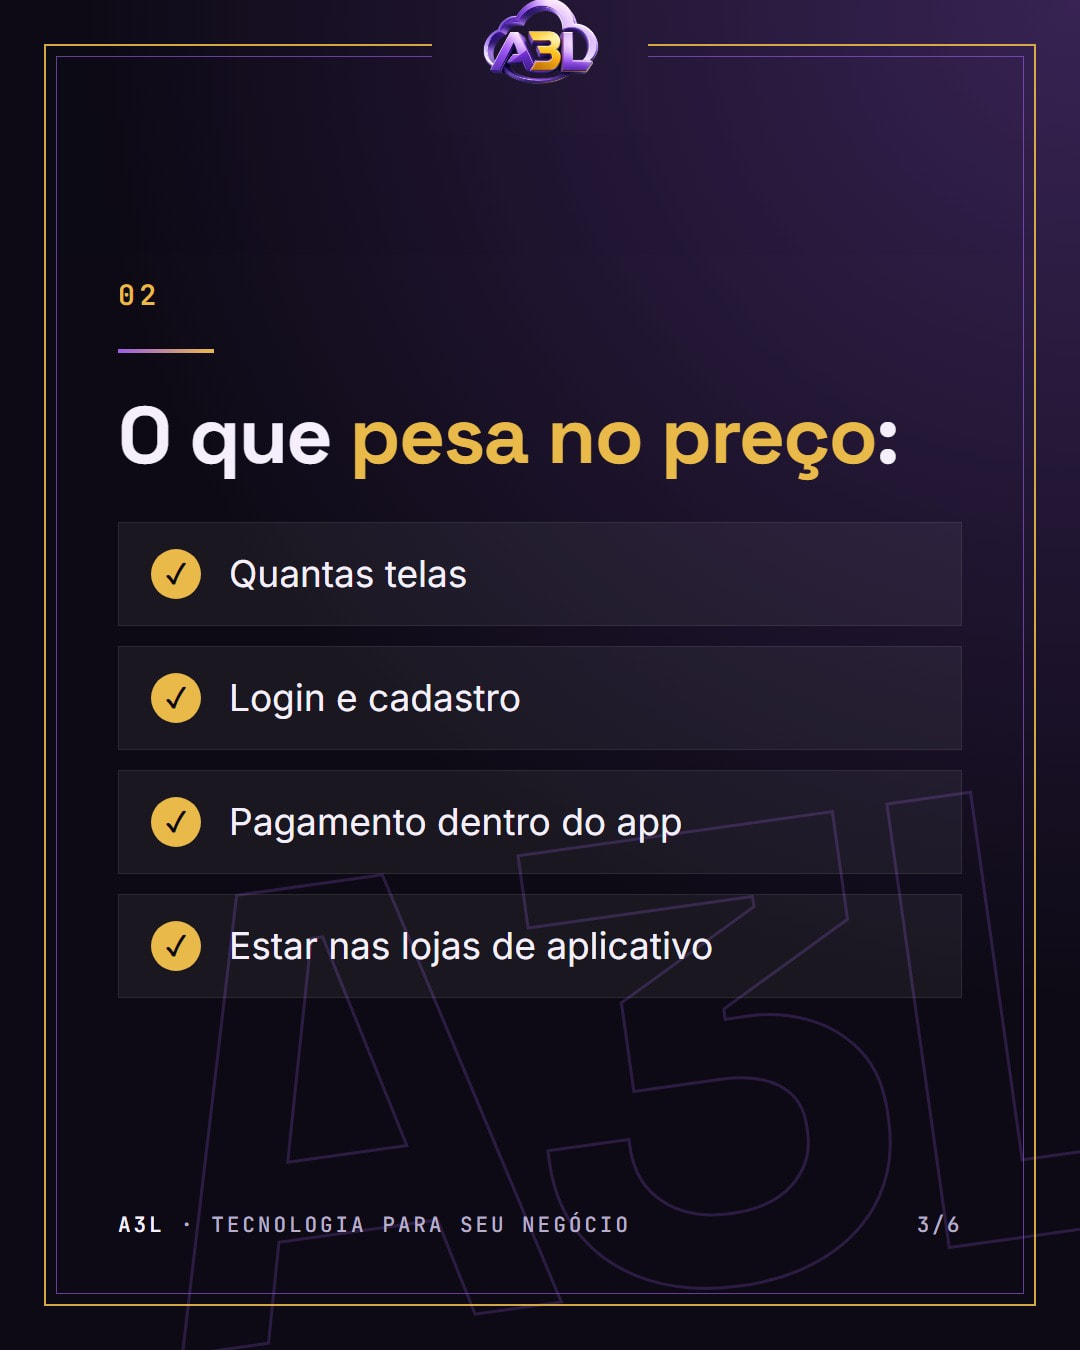 A3L
02
O que pesa no preço:
✓ Quantas telas
✓ Login e cadastro
✓ Pagamento dentro do app
✓ Estar nas lojas de aplicativo
A3L
A3L · TECNOLOGIA PARA SEU NEGÓCIO 3/6